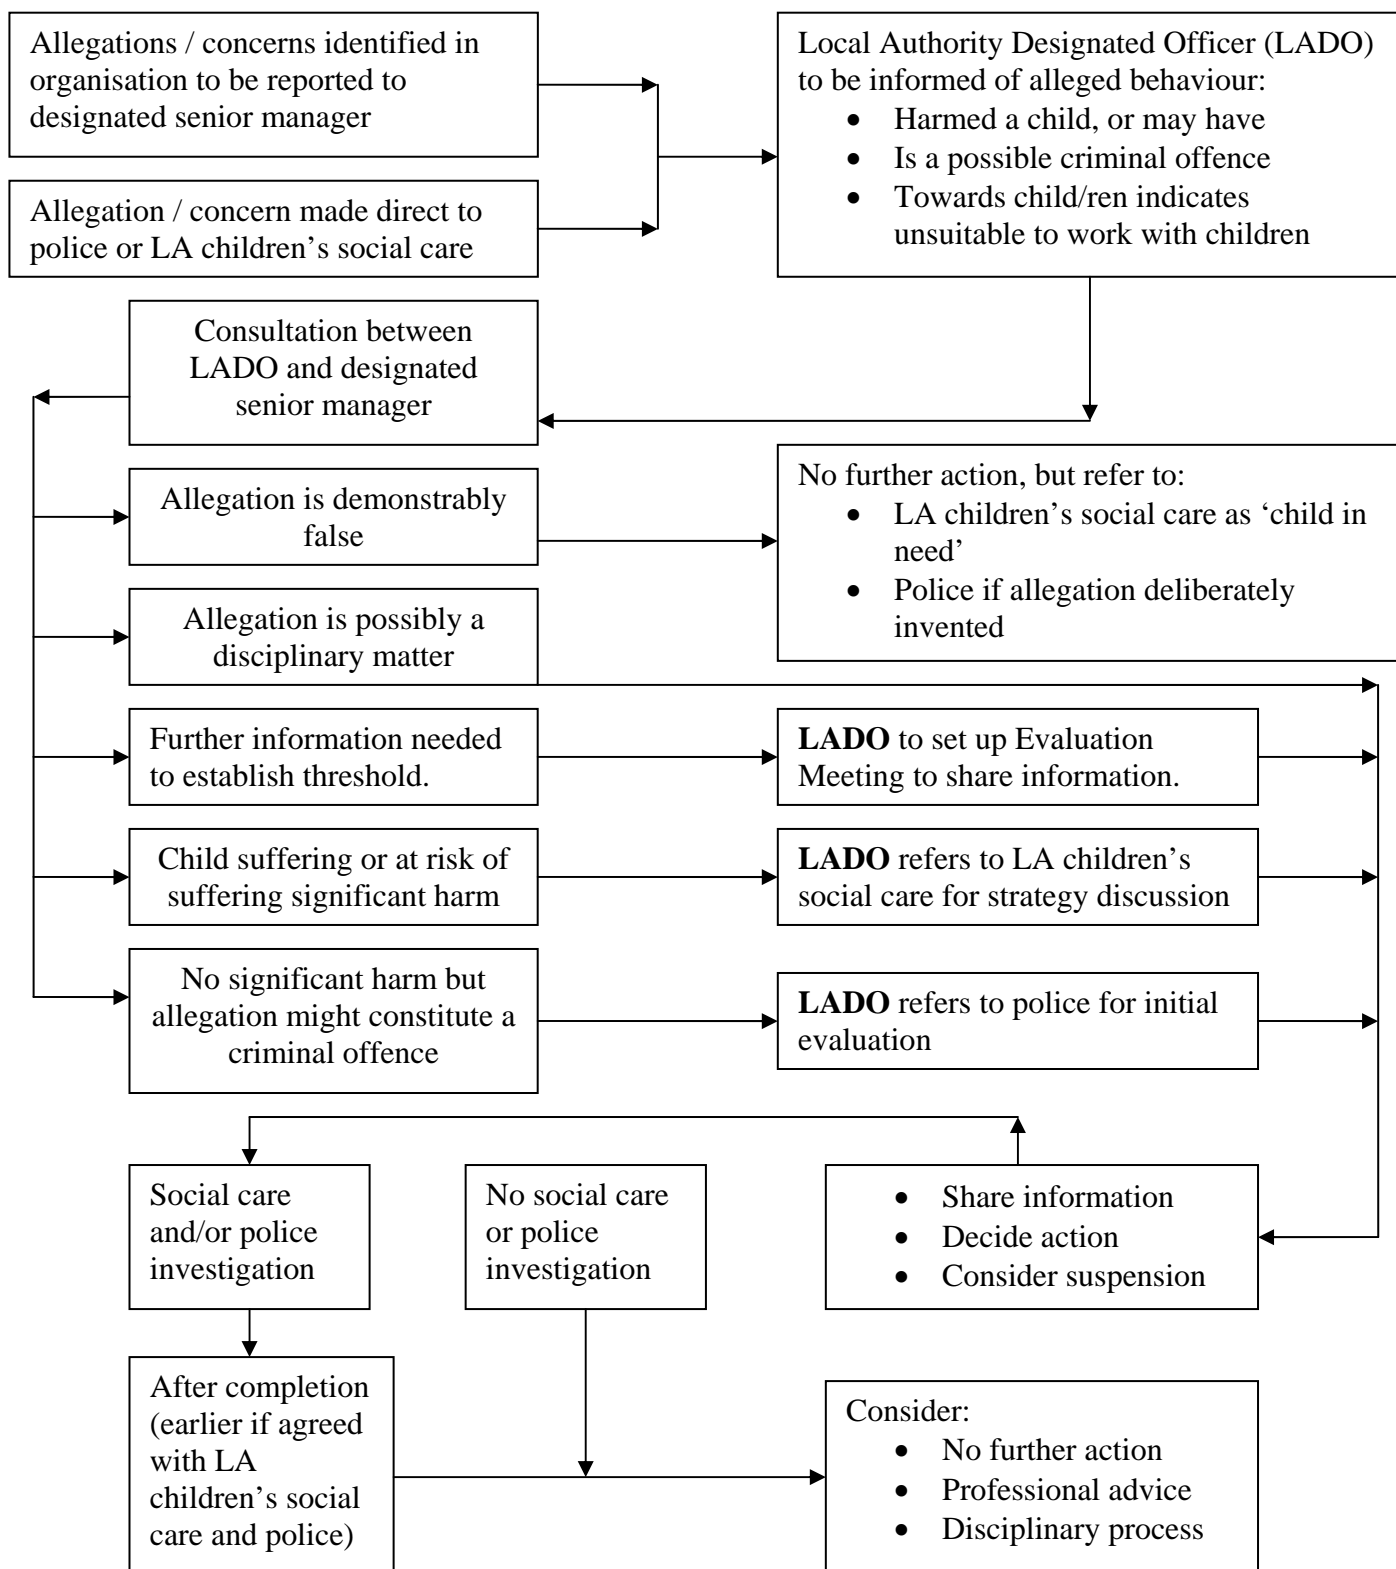 Allegations / concerns identified in
organisation to be reported to
designated senior manager
Local Authority Designated Officer (LADO)
to be informed of alleged behaviour:
• Harmed a child, or may have
• Is a possible criminal offence
• Towards child/ren indicates
unsuitable to work with children
Allegation / concern made direct to
police or LA children’s social care
Consultation between
LADO and designated
senior manager
Allegation is demonstrably
false
No further action, but refer to:
• LA children’s social care as ‘child in
need’
• Police if allegation deliberately
invented
Allegation is possibly a
disciplinary matter
Further information needed
to establish threshold.
LADO to set up Evaluation
Meeting to share information.
Child suffering or at risk of
suffering significant harm
LADO refers to LA children’s
social care for strategy discussion
No significant harm but
allegation might constitute a
criminal offence
LADO refers to police for initial
evaluation
Social care
and/or police
investigation
No social care
or police
investigation
• Share information
• Decide action
• Consider suspension
After completion
(earlier if agreed
with LA
children’s social
care and police)
Consider:
• No further action
• Professional advice
• Disciplinary process